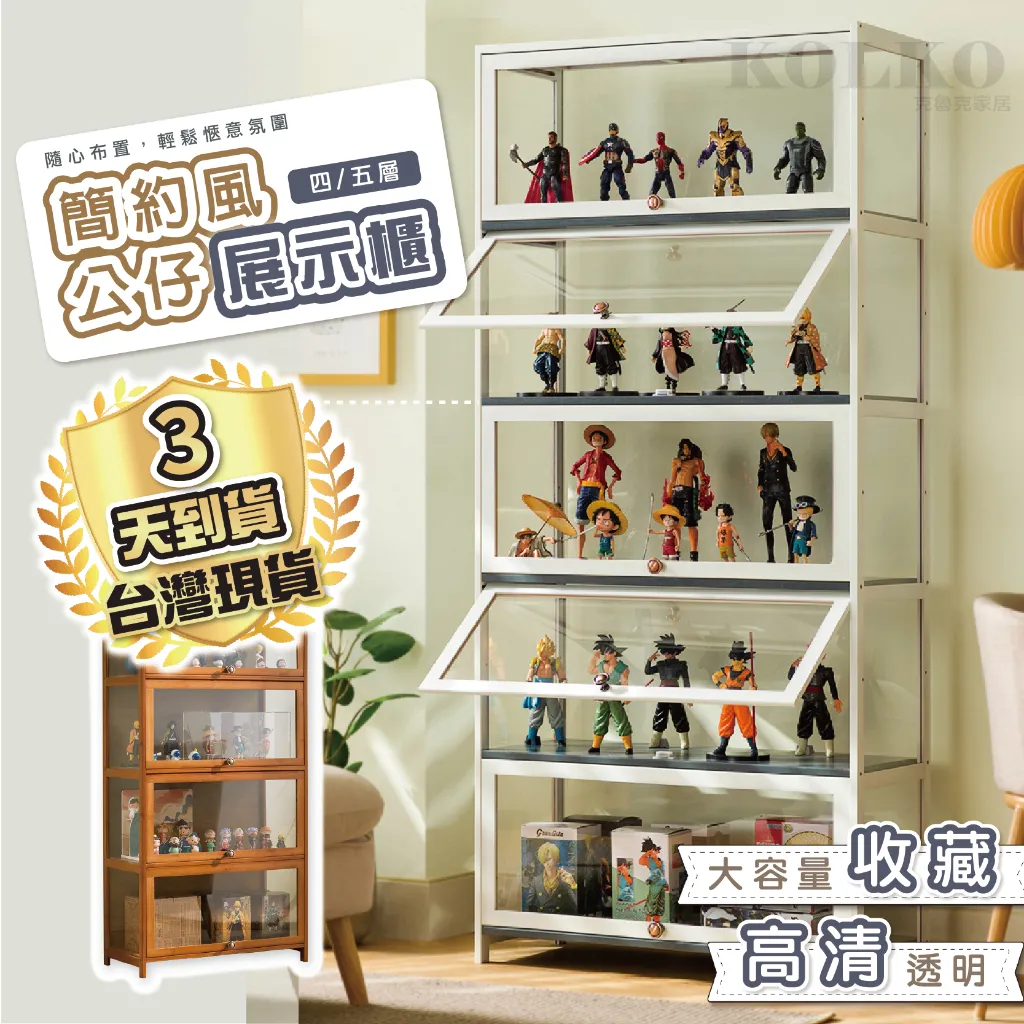 KOLKO
克魯克家居
隨心布置，輕鬆愜意氛圍
簡約風
四/五層
公仔展示櫃
3
天到貨
台灣現貨
大容量收藏
高清透明